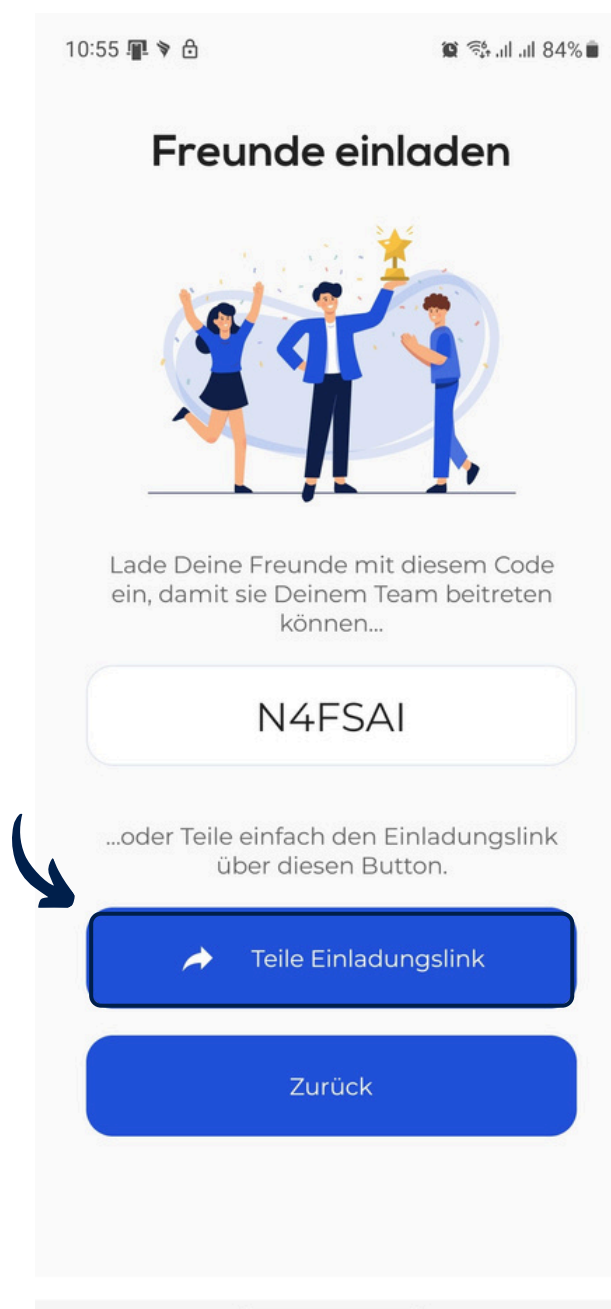 10:55
84%
Freunde einladen
Lade Deine Freunde mit diesem Code
ein, damit sie Deinem Team beitreten
können...
N4FSAI
...oder Teile einfach den Einladungslink
über diesen Button.
Teile Einladungslink
Zurück